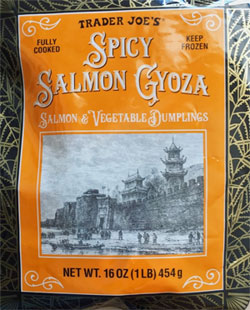 TRADER JOE'S
FULLY COOKED
SPICY
KEEP FROZEN
SALMON GYOZA
SALMON & VEGETABLE DUMPLINGS
NET WT. 16 OZ (1 LB) 454g